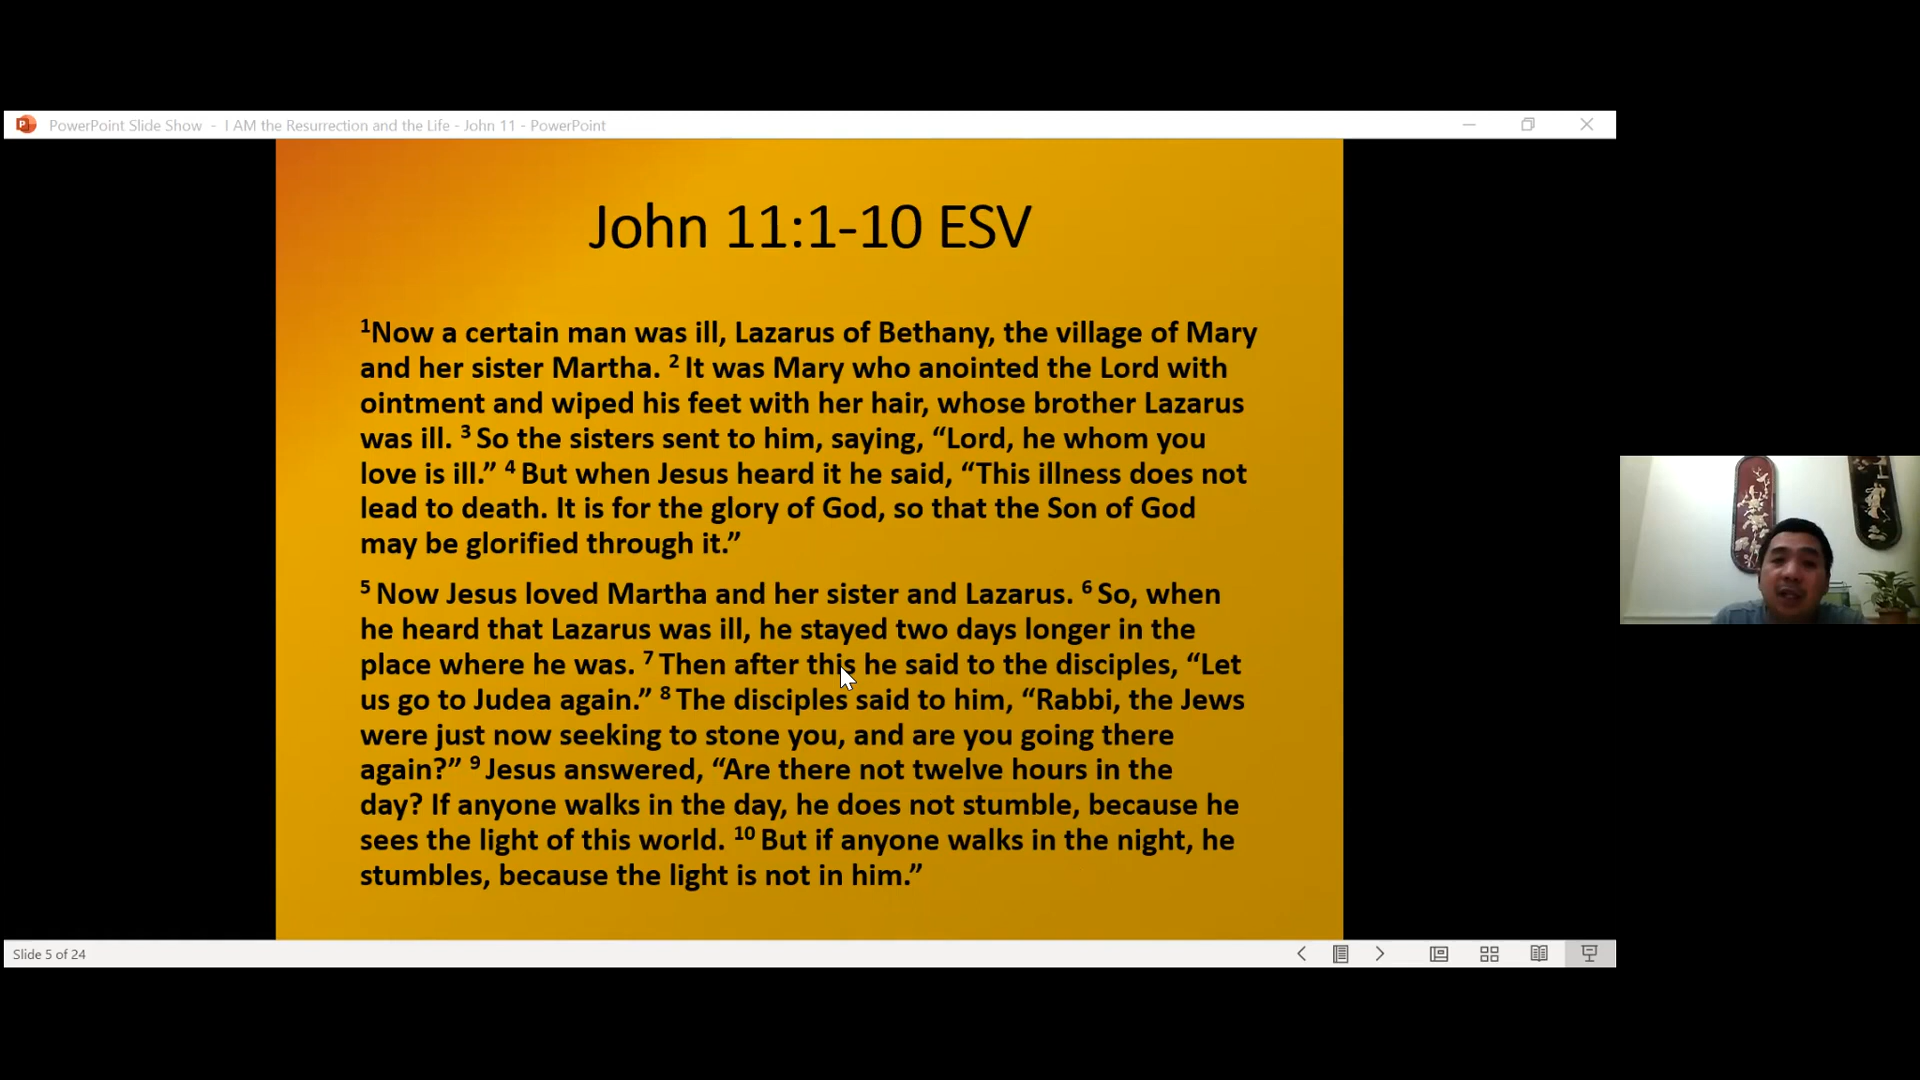 PowerPoint Slide Show - I AM the Resurrection and the Life - John 11 - PowerPoint
John 11:1-10 ESV
1Now a certain man was ill, Lazarus of Bethany, the village of Mary
and her sister Martha. 2 It was Mary who anointed the Lord with
ointment and wiped his feet with her hair, whose brother Lazarus
was ill. 3 So the sisters sent to him, saying, “Lord, he whom you
love is ill.” 4 But when Jesus heard it he said, “This illness does not
lead to death. It is for the glory of God, so that the Son of God
may be glorified through it.”
5 Now Jesus loved Martha and her sister and Lazarus. 6 So, when
he heard that Lazarus was ill, he stayed two days longer in the
place where he was. 7 Then after this he said to the disciples, “Let
us go to Judea again.” 8 The disciples said to him, “Rabbi, the Jews
were just now seeking to stone you, and are you going there
again?” 9 Jesus answered, “Are there not twelve hours in the
day? If anyone walks in the day, he does not stumble, because he
sees the light of this world. 10 But if anyone walks in the night, he
stumbles, because the light is not in him.”
Slide 5 of 24